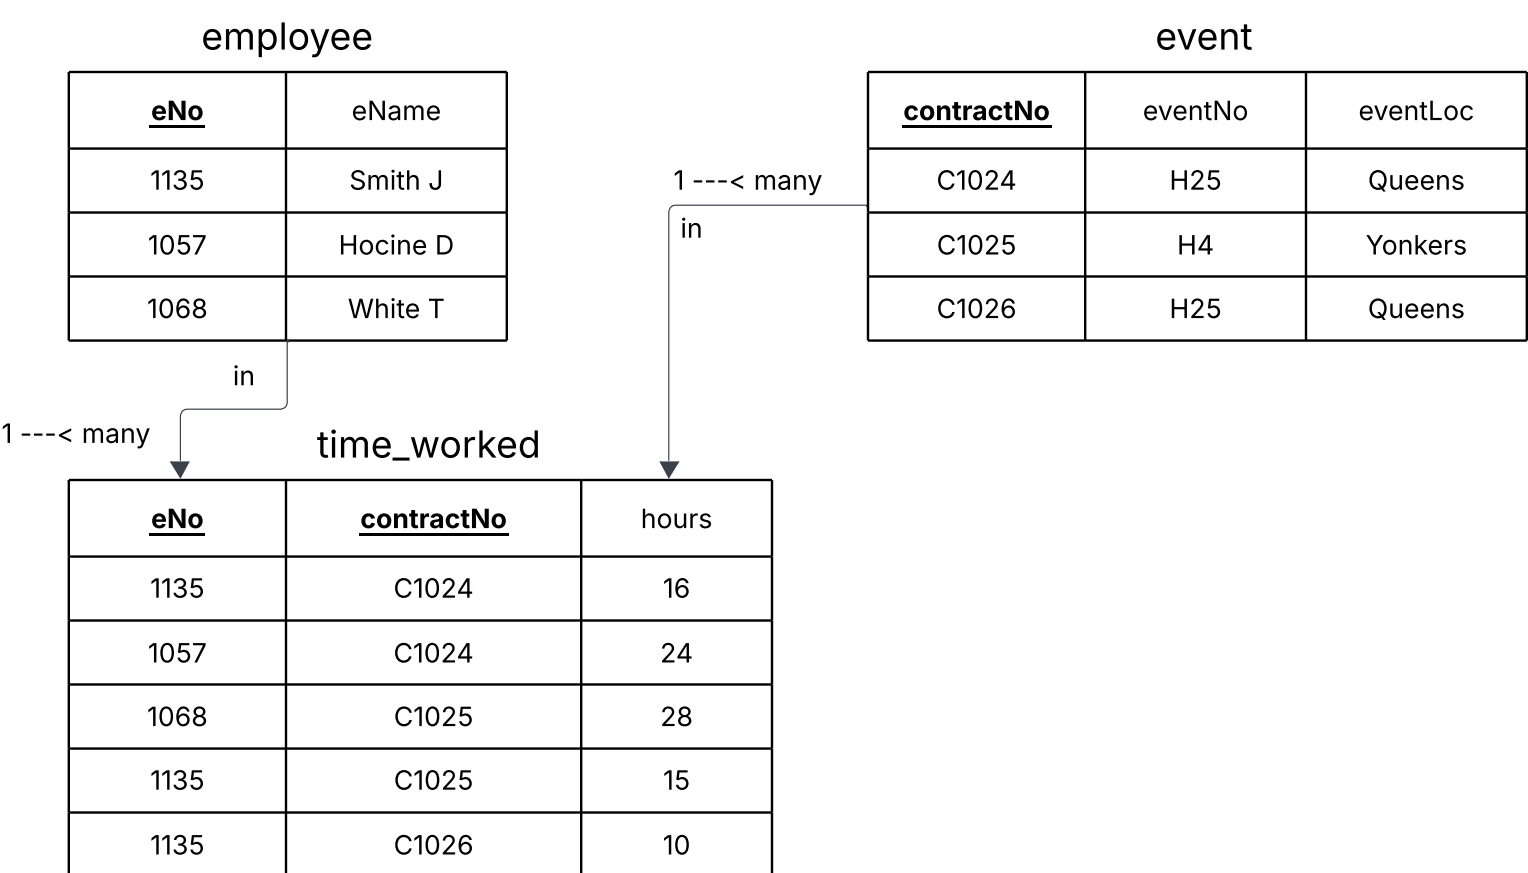 employee
eNo eName
1135 Smith J
1057 Hocine D
1068 White T
event
contractNo eventNo eventLoc
C1024 H25 Queens
C1025 H4 Yonkers
C1026 H25 Queens
1 ---< many
in
in
1 ---< many
time_worked
eNo contractNo hours
1135 C1024 16
1057 C1024 24
1068 C1025 28
1135 C1025 15
1135 C1026 10